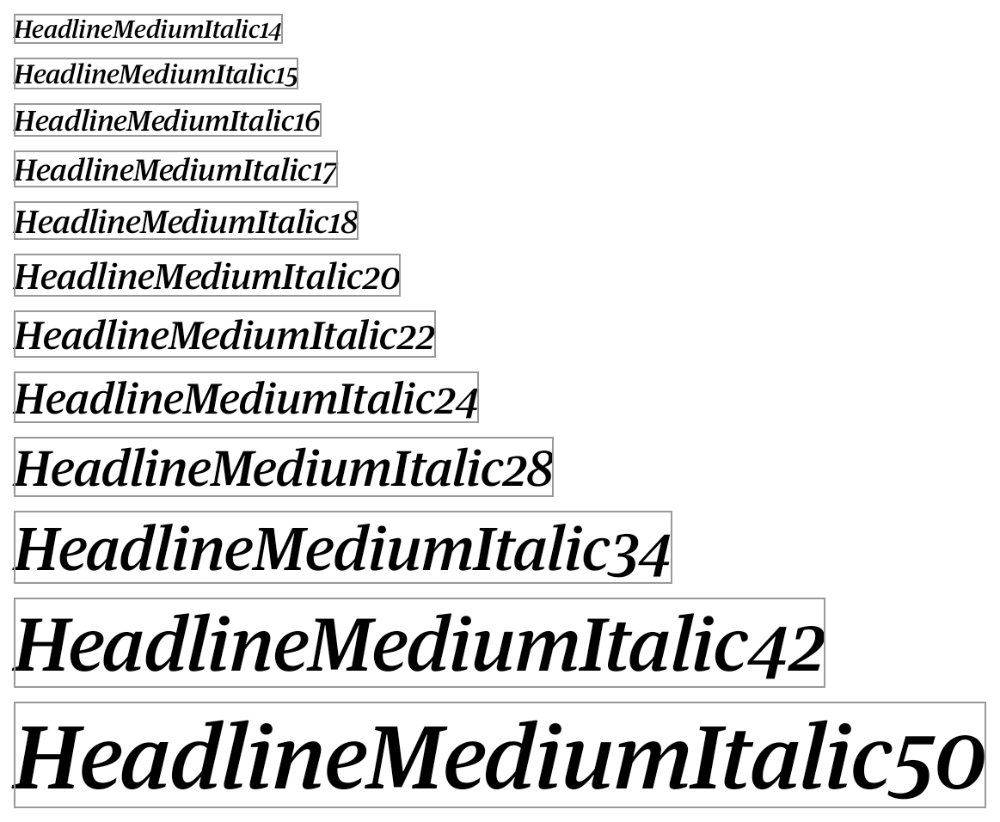 HeadlineMediumItalic14
HeadlineMediumItalic15
HeadlineMediumItalic16
HeadlineMediumItalic17
HeadlineMediumItalic18
HeadlineMediumItalic20
HeadlineMediumItalic22
HeadlineMediumItalic24
HeadlineMediumItalic28
HeadlineMediumItalic34
HeadlineMediumItalic42
HeadlineMediumItalic50